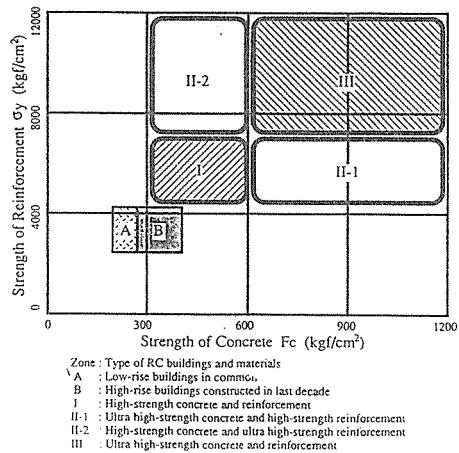 Strength of Reinforcement σy (kgf/cm²)
12000
8000
4000
0
II-2
III
I
II-1
A
B
0
300
600
900
1200
Strength of Concrete Fc (kgf/cm²)
Zone : Type of RC buildings and materials
A : Low-rise buildings in common
B : High-rise buildings constructed in last decade
I : High-strength concrete and reinforcement
II-1 : Ultra high-strength concrete and high-strength reinforcement
II-2 : High-strength concrete and ultra high-strength reinforcement
III : Ultra high-strength concrete and reinforcement